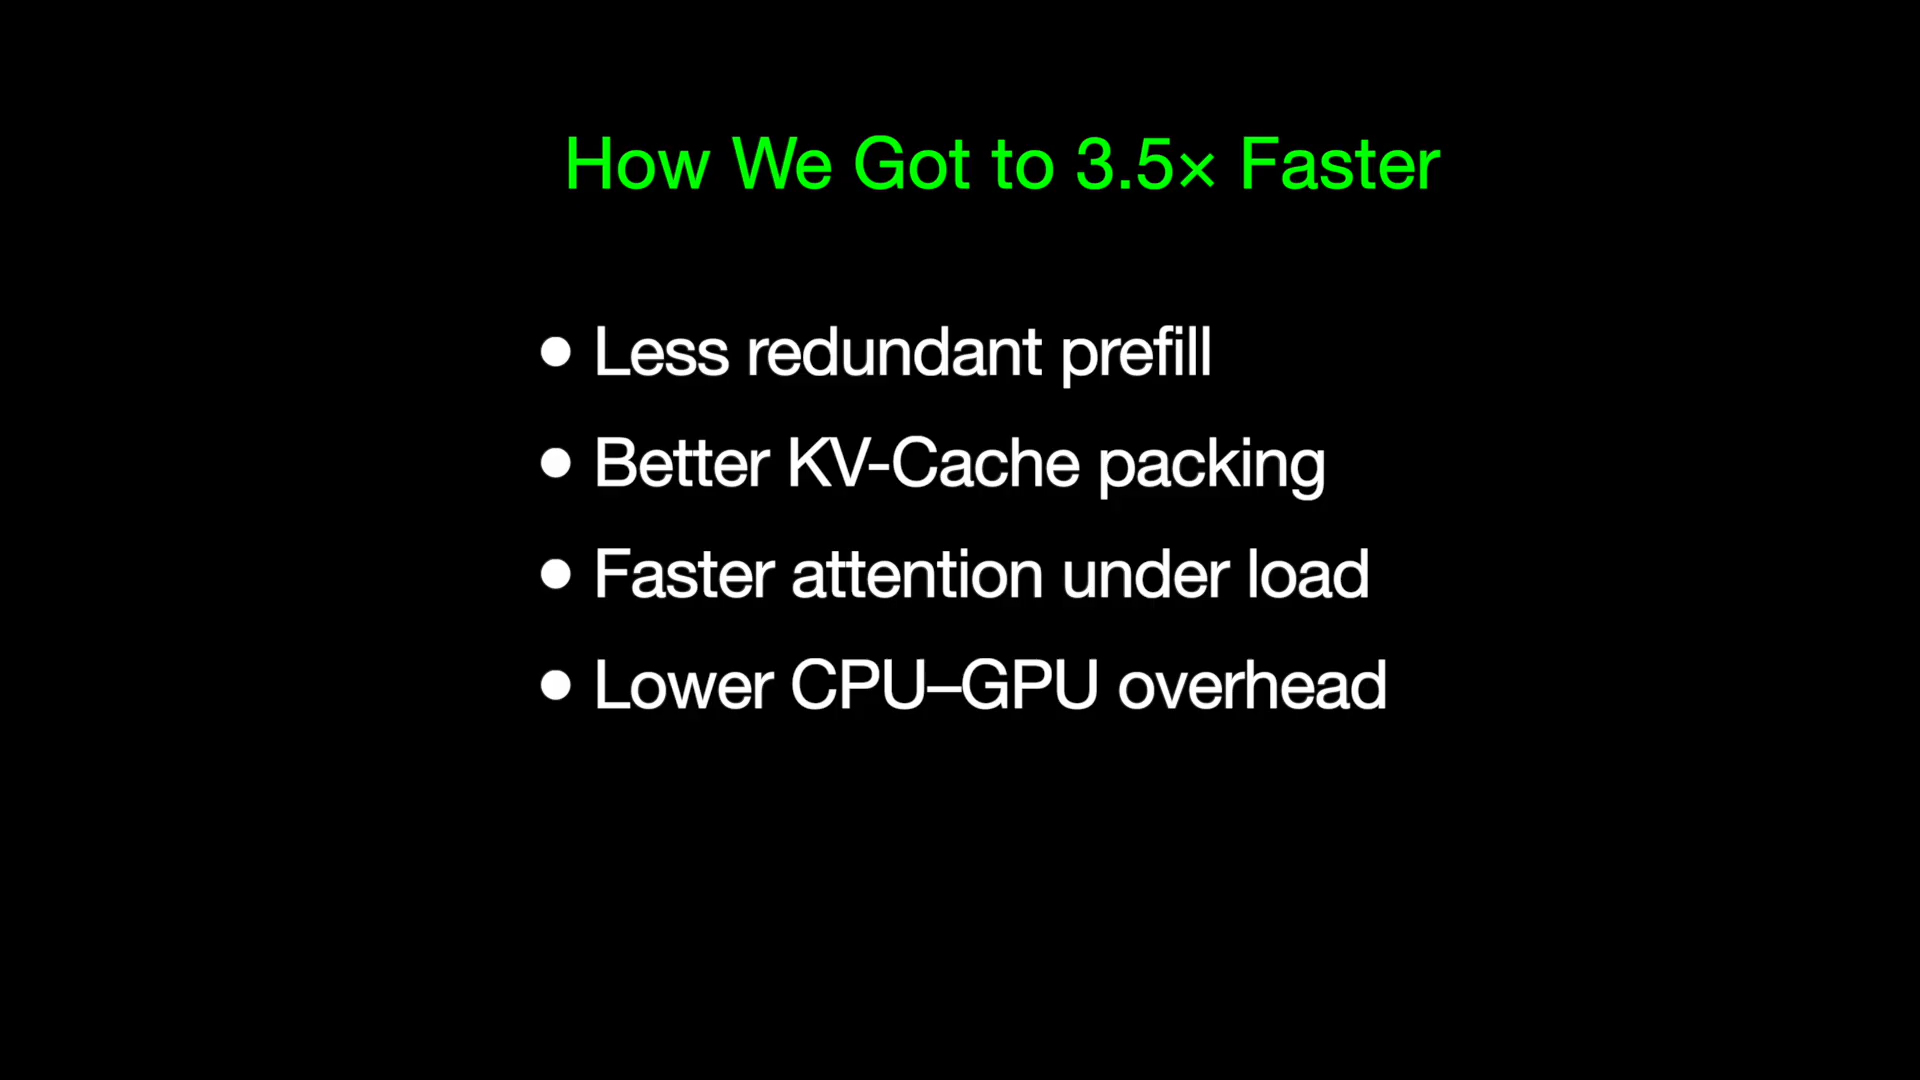 How We Got to 3.5× Faster
● Less redundant prefill
● Better KV-Cache packing
● Faster attention under load
● Lower CPU–GPU overhead